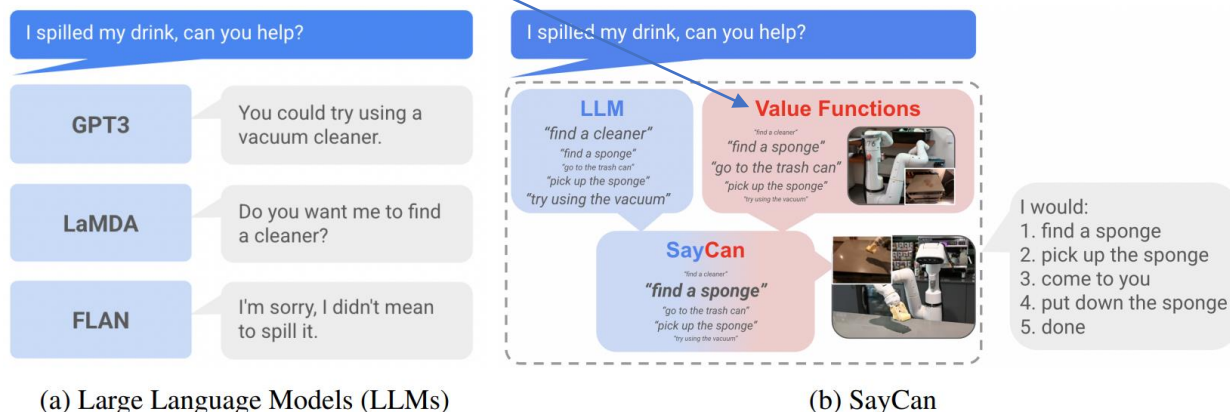 I spilled my drink, can you help?
GPT3
You could try using a
vacuum cleaner.
LaMDA
Do you want me to find
a cleaner?
FLAN
I'm sorry, I didn't mean
to spill it.
(a) Large Language Models (LLMs)
I spilled my drink, can you help?
LLM
"find a cleaner"
"find a sponge"
"go to the trash can"
"pick up the sponge"
"try using the vacuum"
Value Functions
"find a cleaner"
"find a sponge"
"go to the trash can"
"pick up the sponge"
"try using the vacuum"
SayCan
"find a cleaner"
"find a sponge"
"go to the trash can"
"pick up the sponge"
"try using the vacuum"
I would:
1. find a sponge
2. pick up the sponge
3. come to you
4. put down the sponge
5. done
(b) SayCan